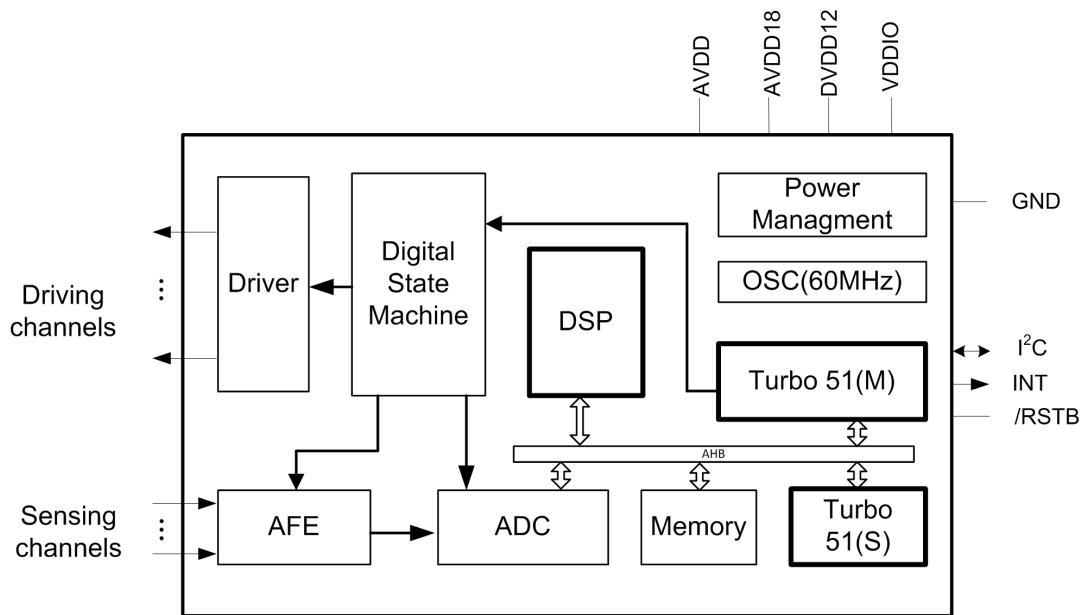 AVDD
AVDD18
DVDD12
VDDIO
Power
Managment
GND
Driver
Digital
State
Machine
OSC(60MHz)
DSP
Driving
channels
Turbo 51(M)
I²C
INT
/RSTB
AHB
Sensing
channels
AFE
ADC
Memory
Turbo
51(S)